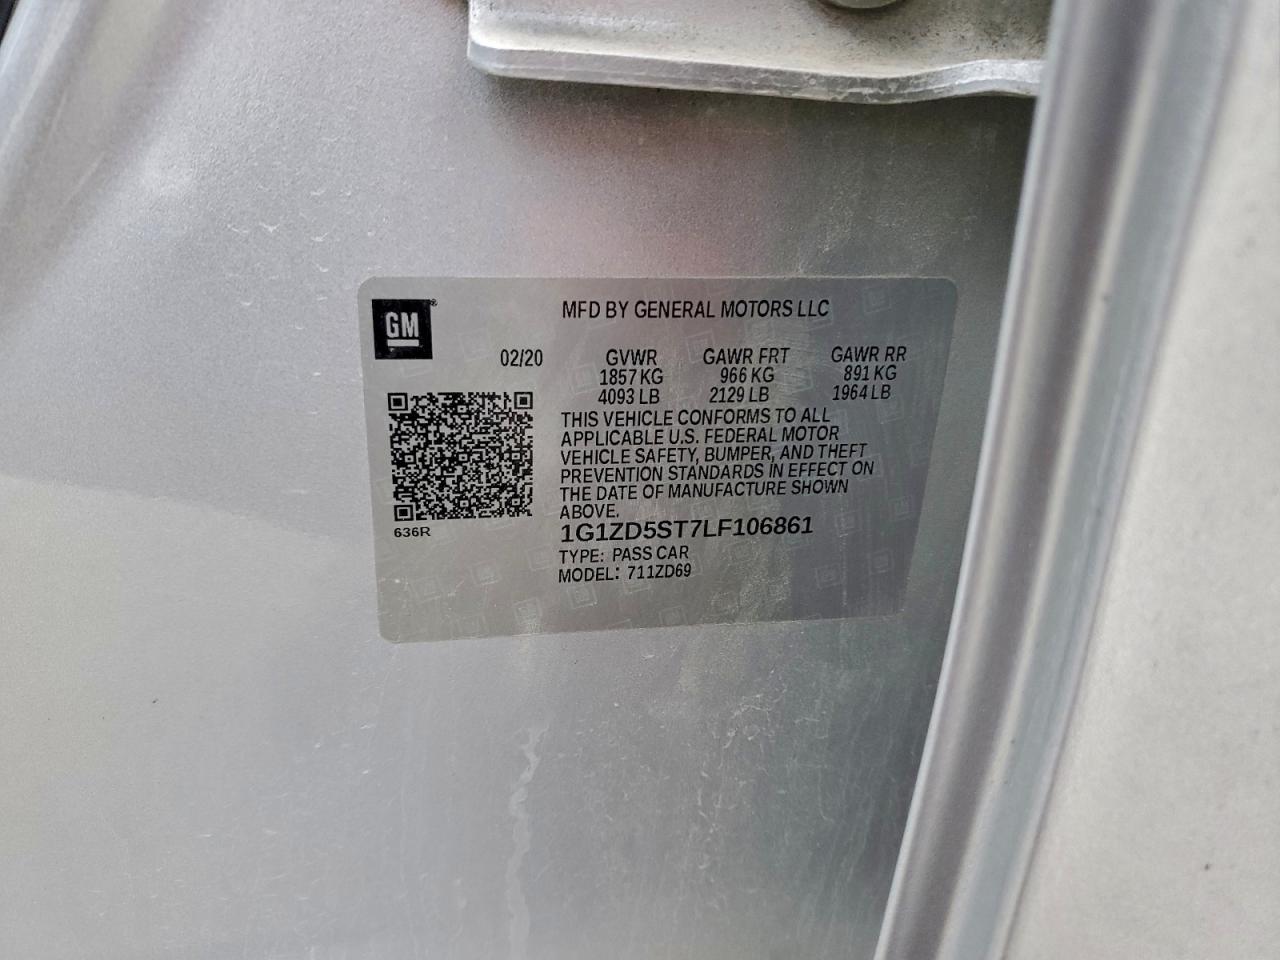 GM®
MFD BY GENERAL MOTORS LLC
02/20 GVWR GAWR FRT GAWR RR
1857 KG 966 KG 891 KG
4093 LB 2129 LB 1964 LB
THIS VEHICLE CONFORMS TO ALL
APPLICABLE U.S. FEDERAL MOTOR
VEHICLE SAFETY, BUMPER, AND THEFT
PREVENTION STANDARDS IN EFFECT ON
THE DATE OF MANUFACTURE SHOWN
ABOVE.
636R
1G1ZD5ST7LF106861
TYPE: PASS CAR
MODEL: 711ZD69